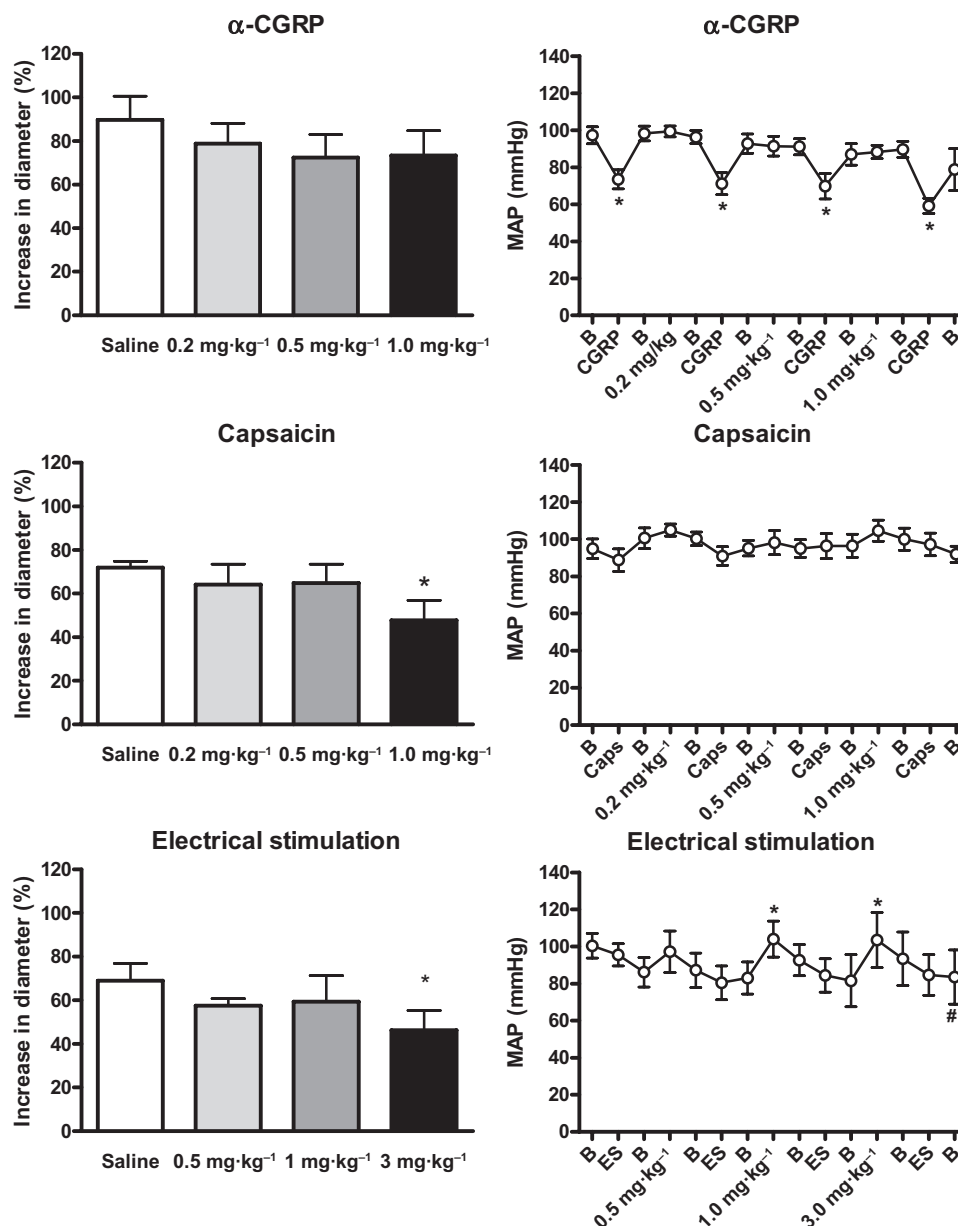 α-CGRP
Increase in diameter (%)
120
100
80
60
40
20
0
Saline 0.2 mg·kg⁻¹ 0.5 mg·kg⁻¹ 1.0 mg·kg⁻¹
α-CGRP
MAP (mmHg)
140
120
100
80
60
40
20
0
* * * *
B CGRP B 0.2 mg/kg B CGRP B 0.5 mg·kg⁻¹ B CGRP B 1.0 mg·kg⁻¹ B CGRP B
Capsaicin
Increase in diameter (%)
120
100
80
60
40
20
0
*
Saline 0.2 mg·kg⁻¹ 0.5 mg·kg⁻¹ 1.0 mg·kg⁻¹
Capsaicin
MAP (mmHg)
140
120
100
80
60
40
20
0
B Caps B 0.2 mg·kg⁻¹ B Caps B 0.5 mg·kg⁻¹ B Caps B 1.0 mg·kg⁻¹ B Caps B
Electrical stimulation
Increase in diameter (%)
120
100
80
60
40
20
0
*
Saline 0.5 mg·kg⁻¹ 1 mg·kg⁻¹ 3 mg·kg⁻¹
Electrical stimulation
MAP (mmHg)
140
120
100
80
60
40
20
0
* *
#
B ES B 0.5 mg·kg⁻¹ B ES B 1.0 mg·kg⁻¹ B ES B 3.0 mg·kg⁻¹ B ES B